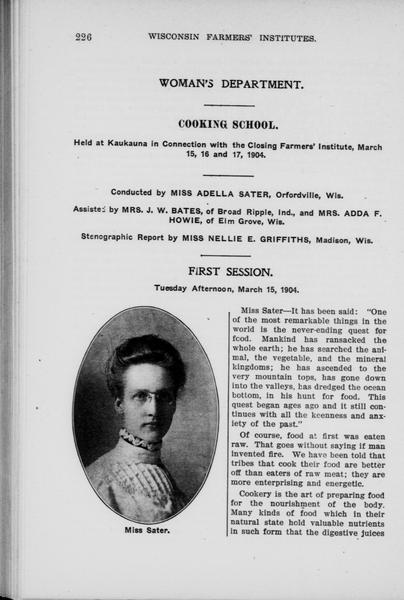 226 WISCONSIN FARMERS' INSTITUTES.
WOMAN'S DEPARTMENT.
COOKING SCHOOL.
Held at Kaukauna in Connection with the Closing Farmers' Institute, March
15, 16 and 17, 1904.
Conducted by MISS ADELLA SATER, Orfordville, Wis.
Assisted by MRS. J. W. BATES, of Broad Ripple, Ind., and MRS. ADDA F.
HOWIE, of Elm Grove, Wis.
Stenographic Report by MISS NELLIE E. GRIFFITHS, Madison, Wis.
FIRST SESSION.
Tuesday Afternoon, March 15, 1904.
Miss Sater.
Miss Sater—It has been said: "One
of the most remarkable things in the
world is the never-ending quest for
food. Mankind has ransacked the
whole earth; he has searched the ani-
mal, the vegetable, and the mineral
kingdoms; he has ascended to the
very mountain tops, has gone down
into the valleys, has dredged the ocean
bottom, in his hunt for food. This
quest began ages ago and it still con-
tinues with all the keenness and anx-
iety of the past."
Of course, food at first was eaten
raw. That goes without saying if man
invented fire. We have been told that
tribes that cook their food are better
off than eaters of raw meat; they are
more enterprising and energetic.
Cookery is the art of preparing food
for the nourishment of the body.
Many kinds of food which in their
natural state hold valuable nutrients
in such form that the digestive juices